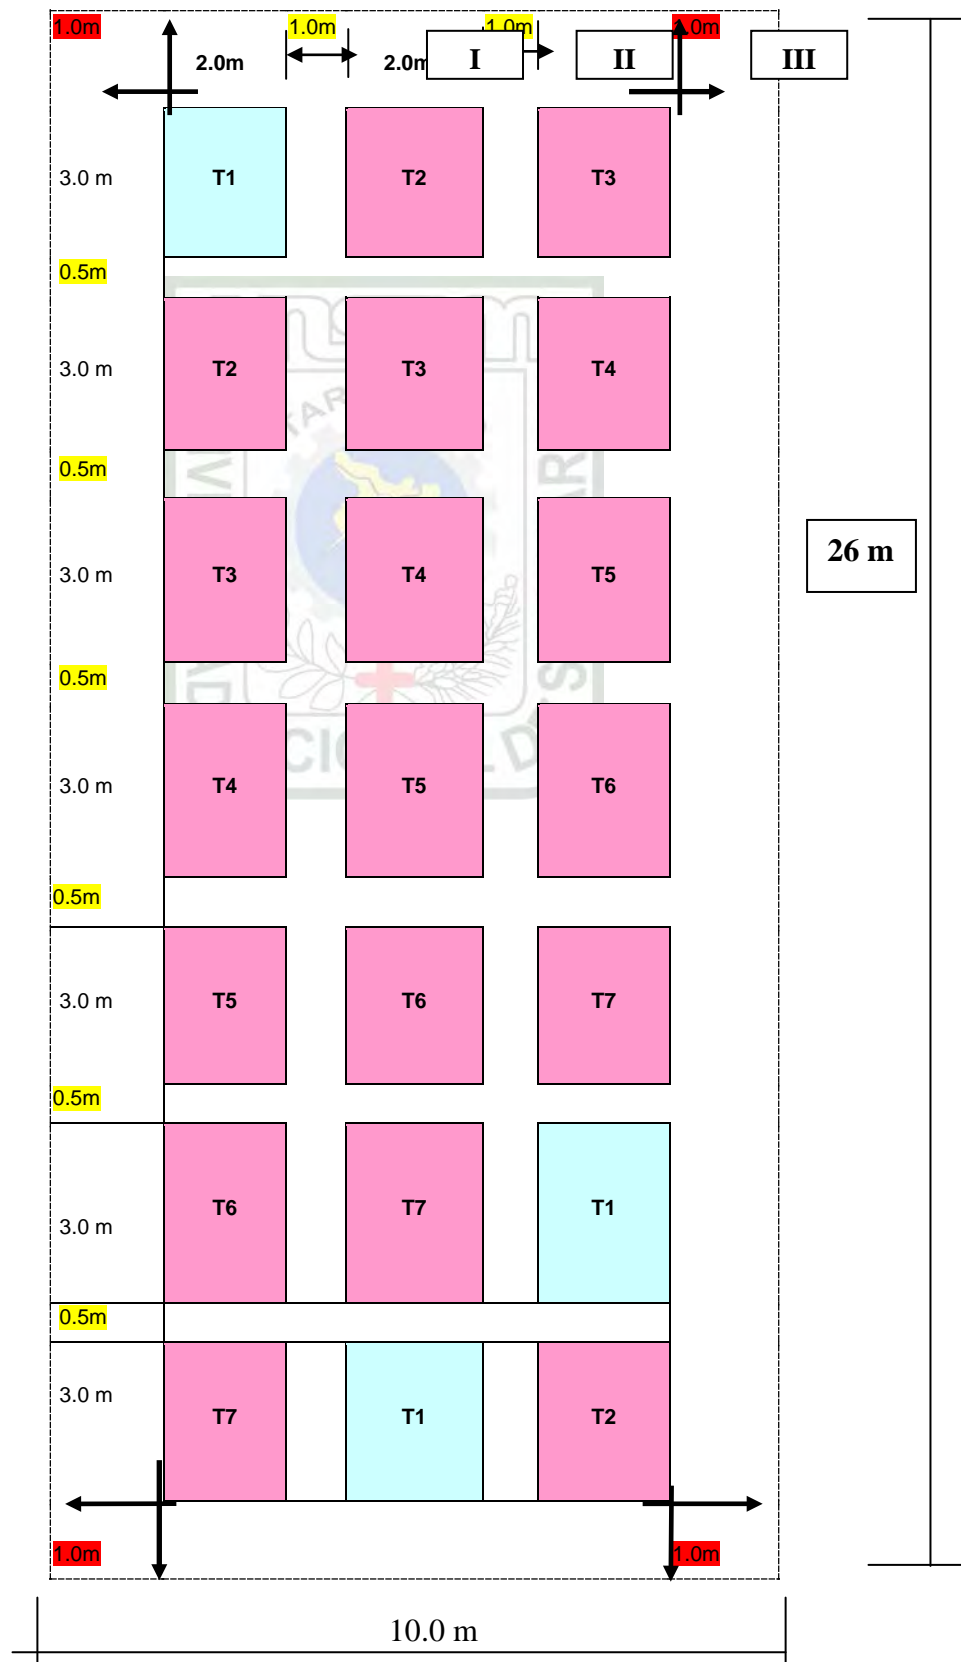 1.0m 1.0m 1.0m 1.0m
2.0m 2.0m I II III
3.0 m T1 T2 T3
0.5m
3.0 m T2 T3 T4
0.5m
3.0 m T3 T4 T5
26 m
0.5m
3.0 m T4 T5 T6
0.5m
3.0 m T5 T6 T7
0.5m
3.0 m T6 T7 T1
0.5m
3.0 m T7 T1 T2
1.0m 1.0m
10.0 m